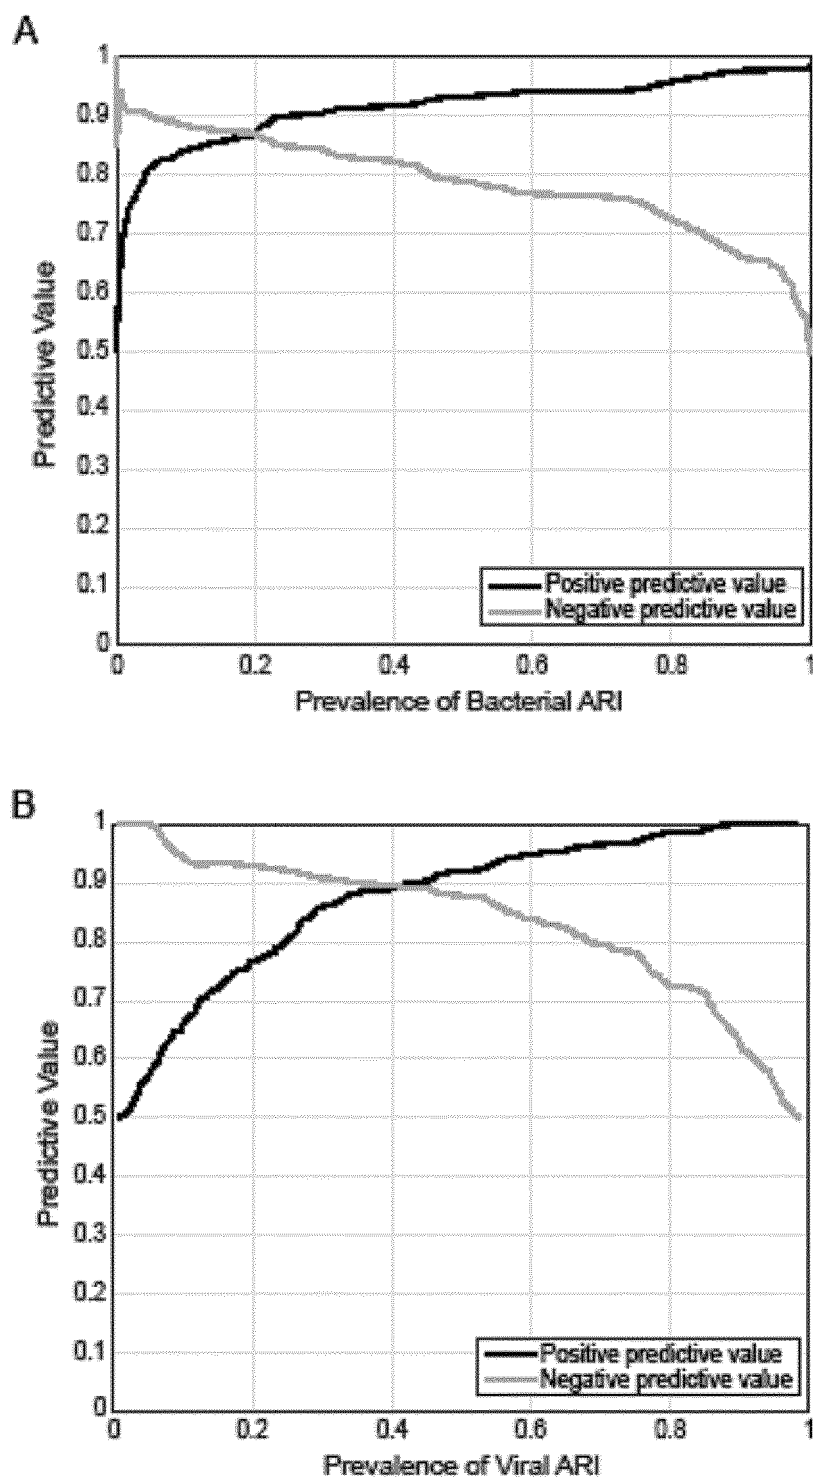 A
1
0.9
0.8
0.7
0.6
0.5
0.4
0.3
0.2
0.1
0
Predictive Value
Positive predictive value
Negative predictive value
0 0.2 0.4 0.6 0.8 1
Prevalence of Bacterial ARI
B
1
0.9
0.8
0.7
0.6
0.5
0.4
0.3
0.2
0.1
0
Predictive Value
Positive predictive value
Negative predictive value
0 0.2 0.4 0.6 0.8 1
Prevalence of Viral ARI